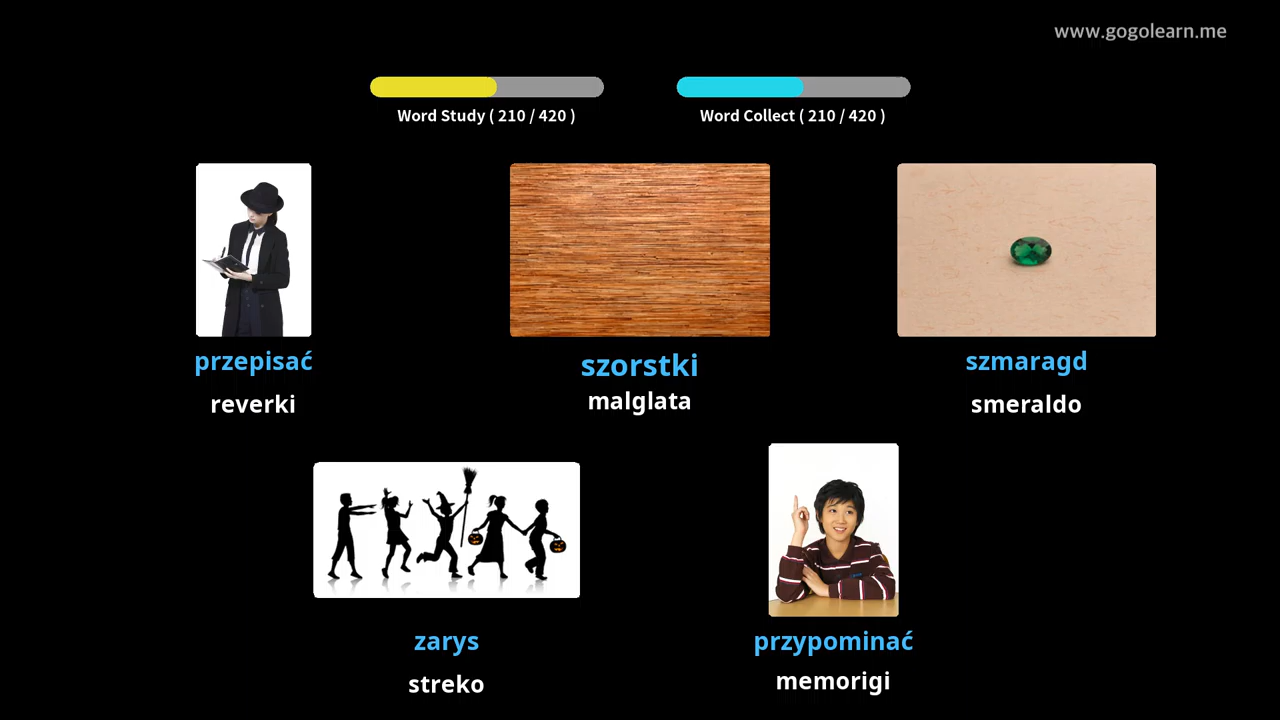 www.gogolearn.me
Word Study ( 210 / 420 )
Word Collect ( 210 / 420 )
przepisać
reverki
szorstki
malglata
szmaragd
smeraldo
zarys
streko
przypominać
memorigi